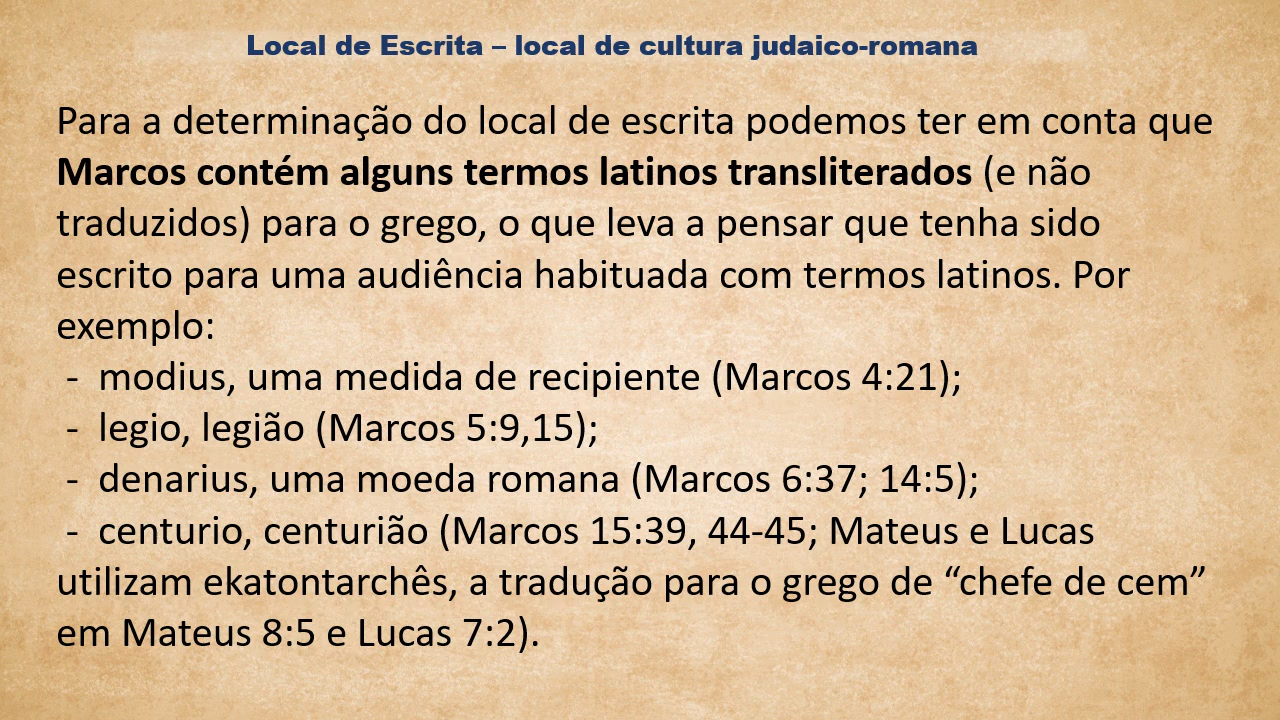 Local de Escrita – local de cultura judaico-romana
Para a determinação do local de escrita podemos ter em conta que
Marcos contém alguns termos latinos transliterados (e não
traduzidos) para o grego, o que leva a pensar que tenha sido
escrito para uma audiência habituada com termos latinos. Por
exemplo:
- modius, uma medida de recipiente (Marcos 4:21);
- legio, legião (Marcos 5:9,15);
- denarius, uma moeda romana (Marcos 6:37; 14:5);
- centurio, centurião (Marcos 15:39, 44-45; Mateus e Lucas
utilizam ekatontarchês, a tradução para o grego de “chefe de cem”
em Mateus 8:5 e Lucas 7:2).